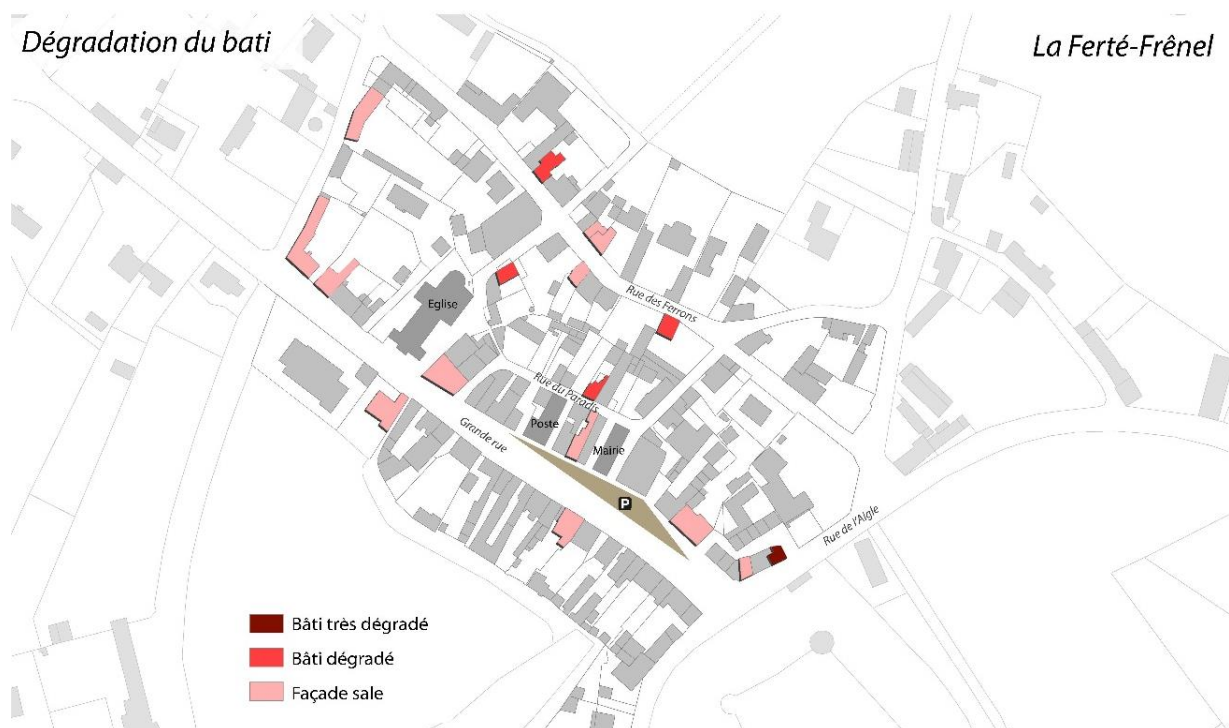 Dégradation du bati
La Ferté-Frênel
Eglise
Rue des Ferrons
Rue du Paradis
Poste
Grande rue
Mairie
P
Rue de l'Aigle
Bâti très dégradé
Bâti dégradé
Façade sale